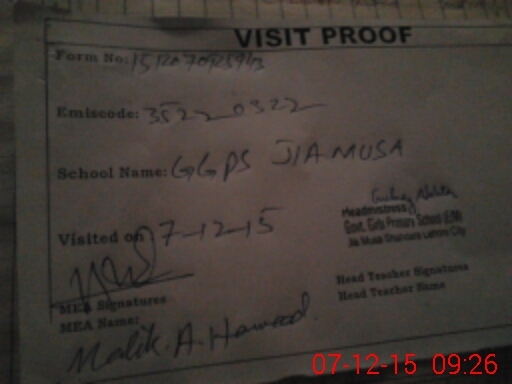 VISIT PROOF
Form No:
Emiscode: 35220322
School Name: GGPS JIA MUSA
Visited on 7-12-15
Headmistress
Govt. Girls Primary School (EM)
Jia Musa Shahdara Lahore City
MEA Signatures
Head Teacher Signatures
MEA Name:
Head Teacher Name
Malik. A. Hameed.
07-12-15 09:26